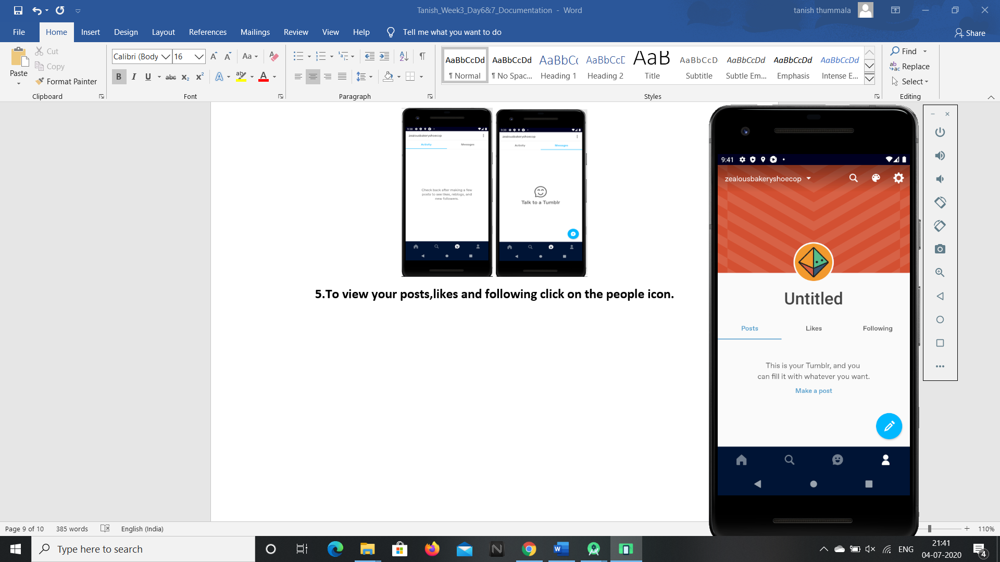 Tanish_Week3_Day6&7_Documentation - Word
tanish thummala
File Home Insert Design Layout References Mailings Review View Help Tell me what you want to do
Share
Paste
Cut
Copy
Format Painter
Clipboard
Calibri (Body
16
Aa
B I U abc x₂ x²
A ab A
Font
Paragraph
AaBbCcDd
¶ Normal
AaBbCcDd
¶ No Spac...
AaBbC
Heading 1
AaBbCcC
Heading 2
AaB
Title
AaBbCcD
Subtitle
AaBbCcDd
Subtle Em...
AaBbCcDd
Emphasis
AaBbCcDd
Intense E...
Styles
Find
Replace
Select
Editing
9:38
zealousbakeryshoecop
Activity Messages
Check back after making a few
posts to see likes, reblogs, and
new followers.
9:39
zealousbakeryshoecop
Activity Messages
Talk to a Tumblr
5.To view your posts,likes and following click on the people icon.
9:41
zealousbakeryshoecop
Untitled
Posts Likes Following
This is your Tumblr, and you
can fill it with whatever you want.
Make a post
Page 9 of 10 385 words English (India)
110%
Type here to search
ENG
21:41
04-07-2020
4